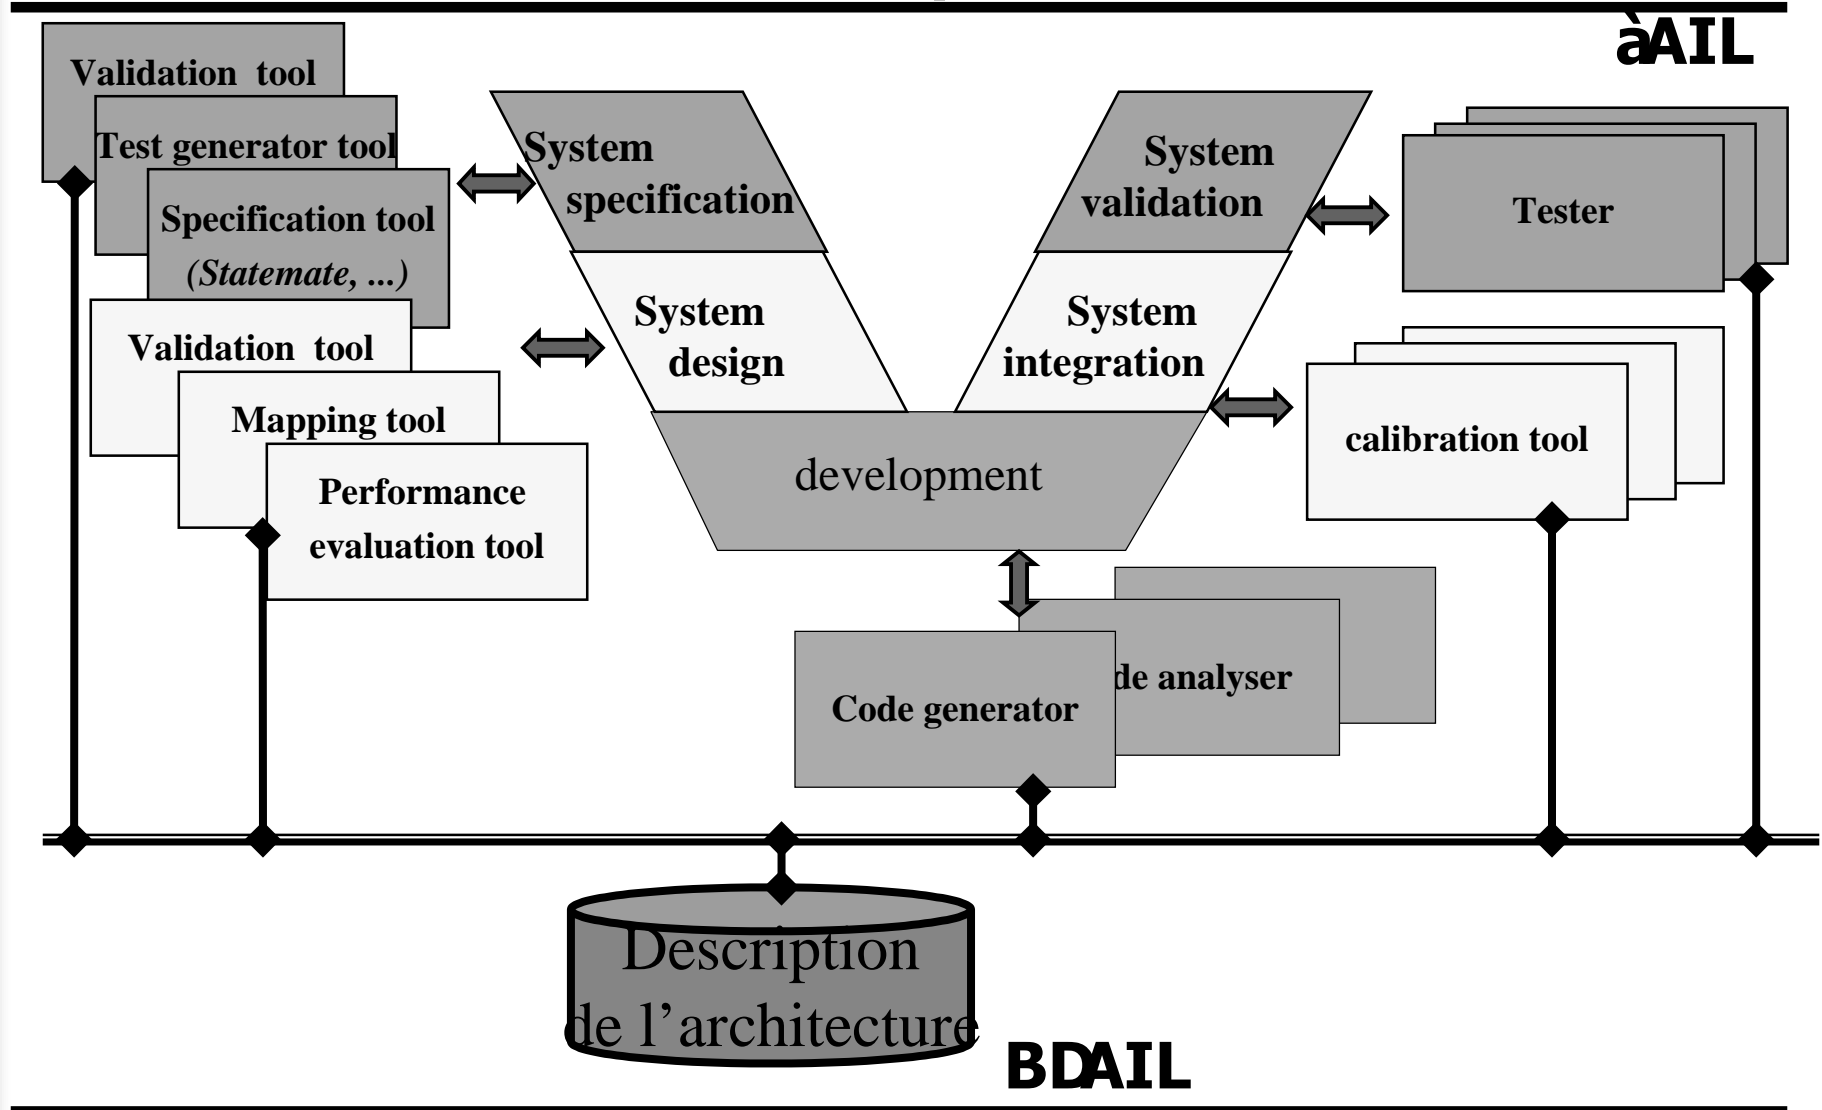 àAIL
Validation tool
Test generator tool
Specification tool
(Statemate, ...)
System
specification
System
validation
Tester
Validation tool
Mapping tool
Performance
evaluation tool
System
design
System
integration
calibration tool
development
de analyser
Code generator
Description
de l’architecture
BDAIL